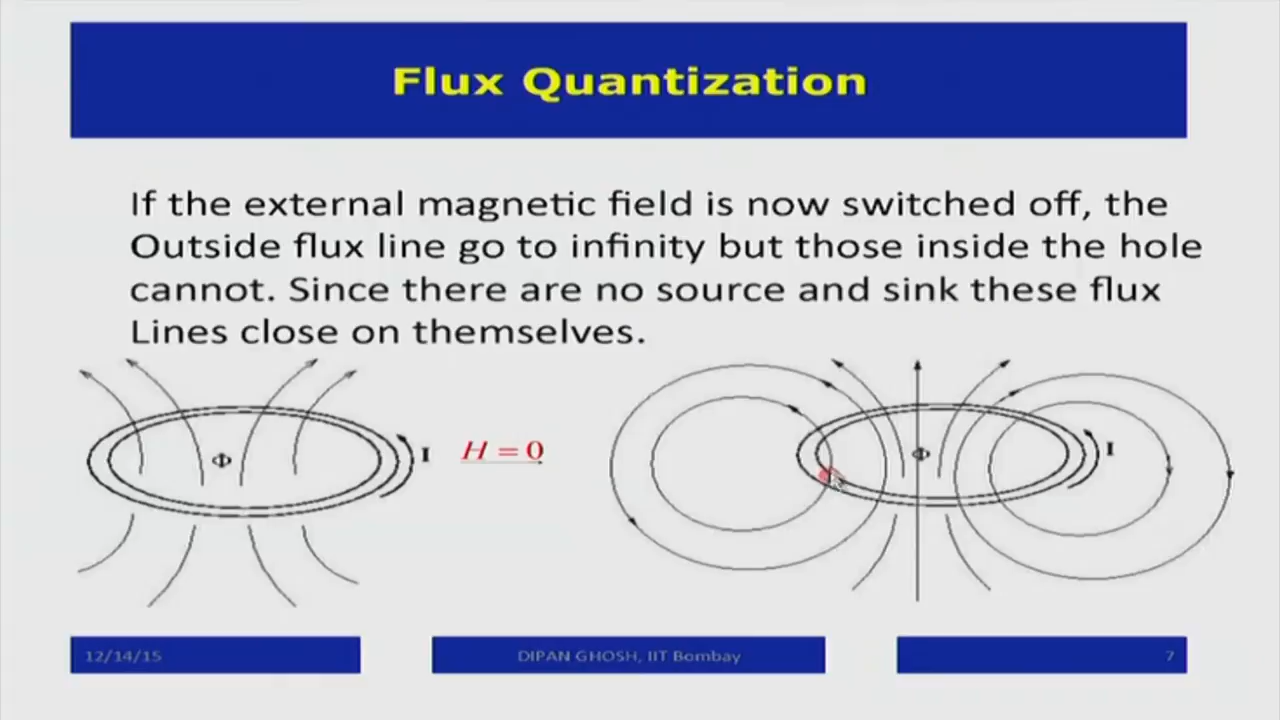 Flux Quantization
If the external magnetic field is now switched off, the
Outside flux line go to infinity but those inside the hole
cannot. Since there are no source and sink these flux
Lines close on themselves.
Φ
I
H = 0
Φ
I
12/14/15
DIPAN GHOSH, IIT Bombay
7